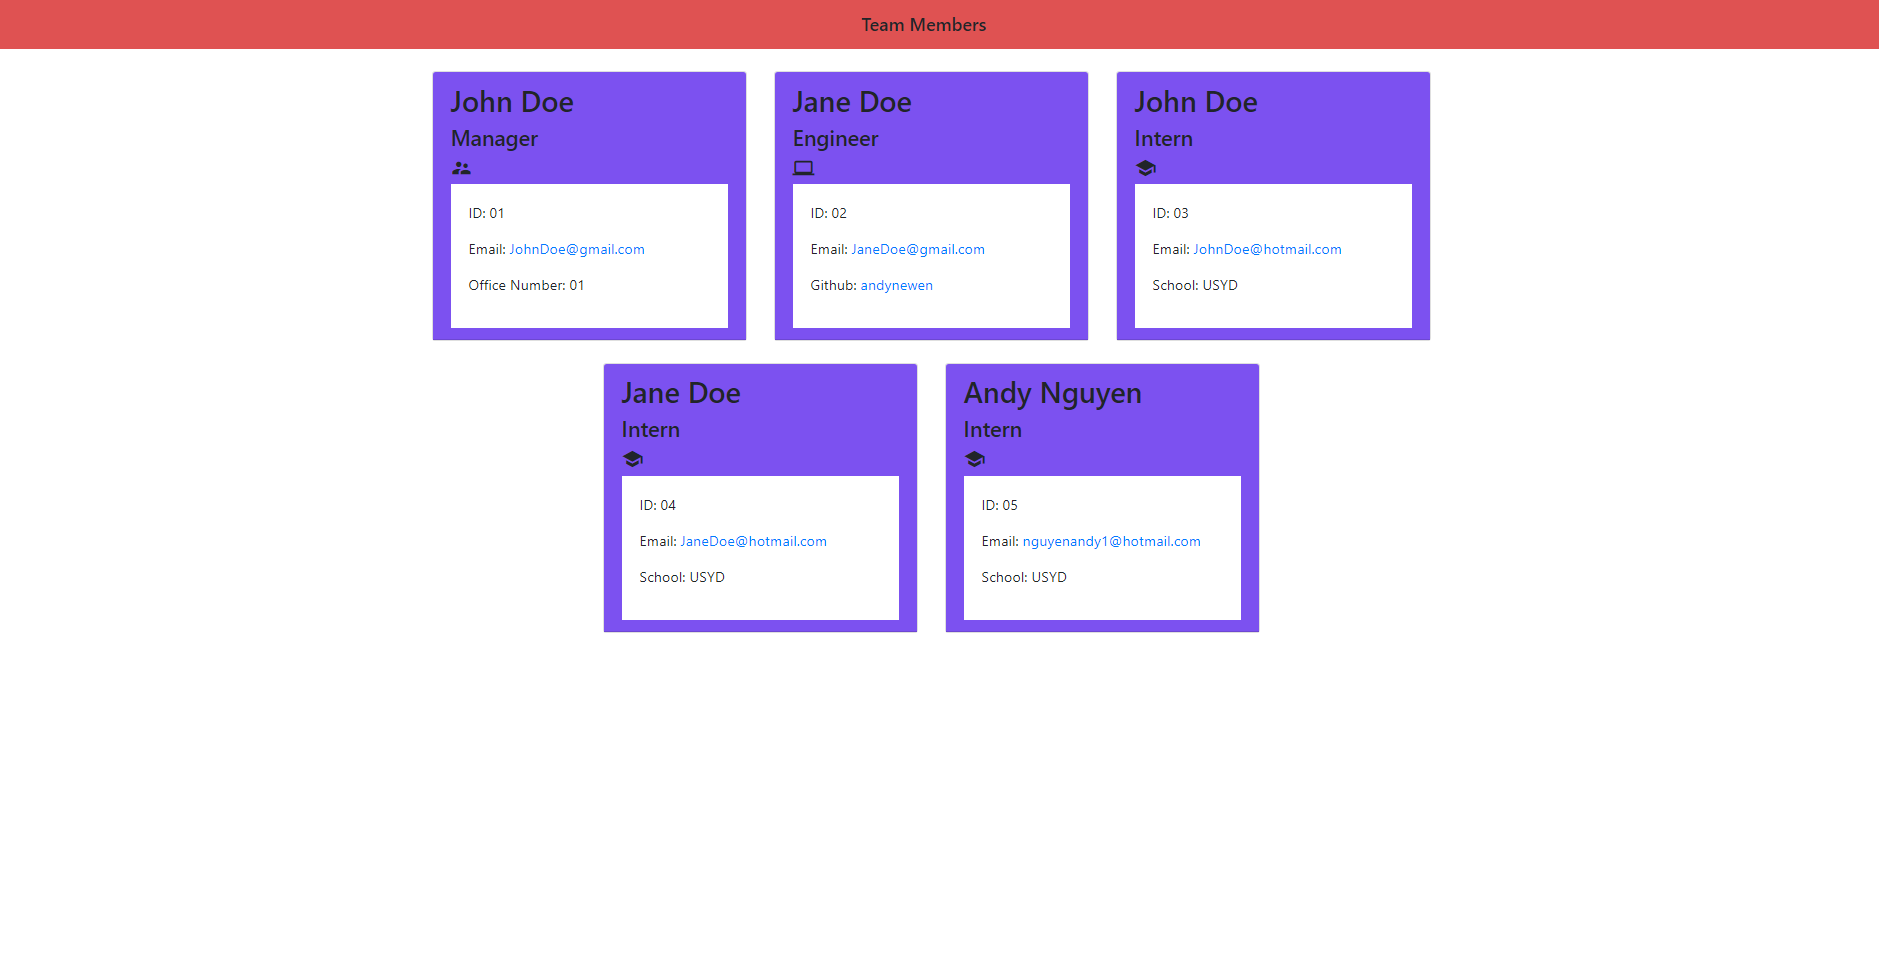 Team Members
John Doe
Manager
ID: 01
Email: JohnDoe@gmail.com
Office Number: 01
Jane Doe
Engineer
ID: 02
Email: JaneDoe@gmail.com
Github: andynewen
John Doe
Intern
ID: 03
Email: JohnDoe@hotmail.com
School: USYD
Jane Doe
Intern
ID: 04
Email: JaneDoe@hotmail.com
School: USYD
Andy Nguyen
Intern
ID: 05
Email: nguyenandy1@hotmail.com
School: USYD